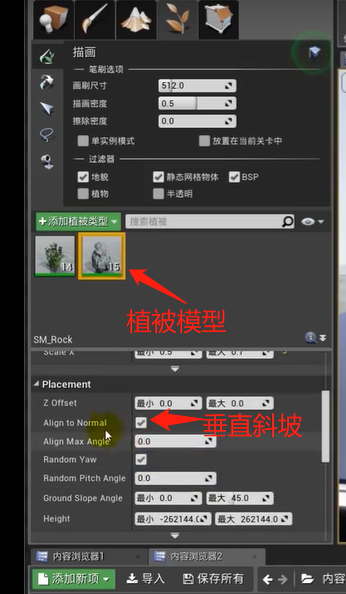 描画
笔刷选项
画刷尺寸 512.0
描画密度 0.5
擦除密度 0.0
单实例模式 放置在当前关卡中
过滤器
地貌 静态网格物体 BSP
植物 半透明
添加植被类型 搜索植被
14 15
植被模型
SM_Rock
Scale X 最小 0.5 最大 0.7
Placement
Z Offset 最小 0.0 最大 0.0
Align to Normal 垂直斜坡
Align Max Angle 0.0
Random Yaw
Random Pitch Angle 0.0
Ground Slope Angle 最小 0.0 最大 45.0
Height 最小 -262144.0 最大 262144.0
内容浏览器1 内容浏览器2
添加新项 导入 保存所有 内容